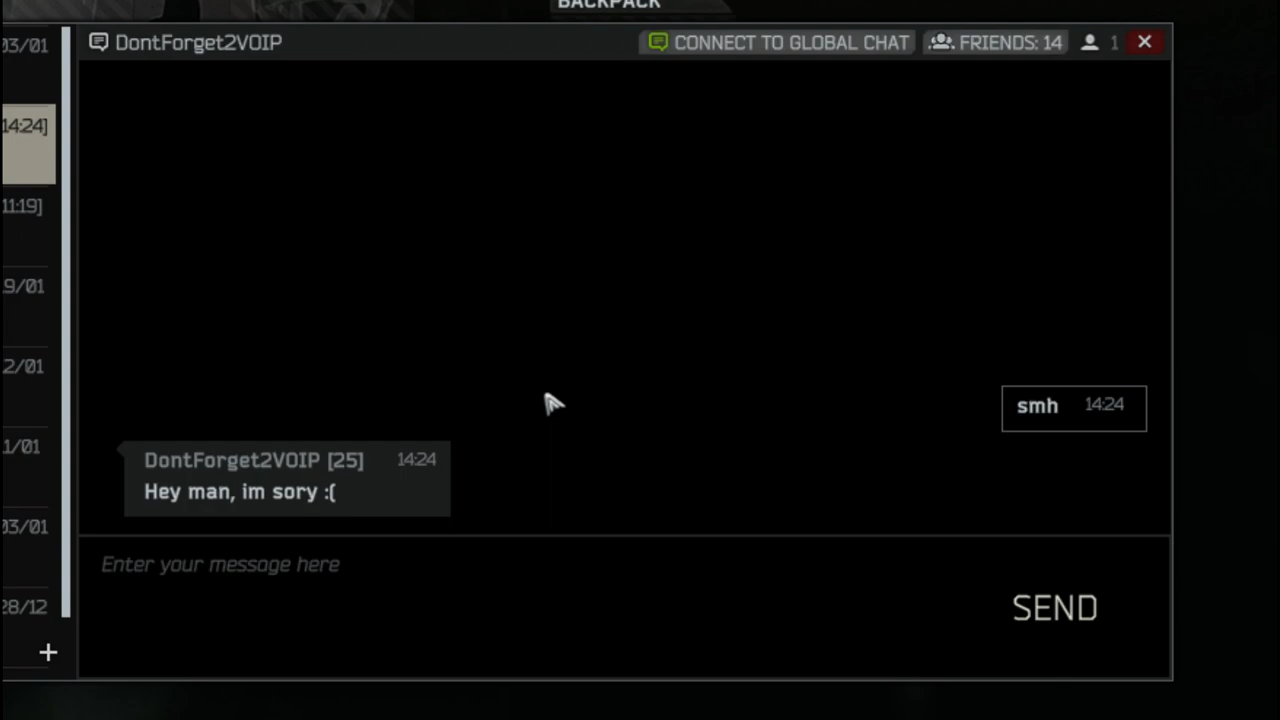 BACKPACK
DontForget2VOIP
CONNECT TO GLOBAL CHAT
FRIENDS: 14
1
03/01
14:24]
11:19]
9/01
2/01
1/01
03/01
28/12
+
smh 14:24
DontForget2VOIP [25] 14:24
Hey man, im sory :(
Enter your message here
SEND